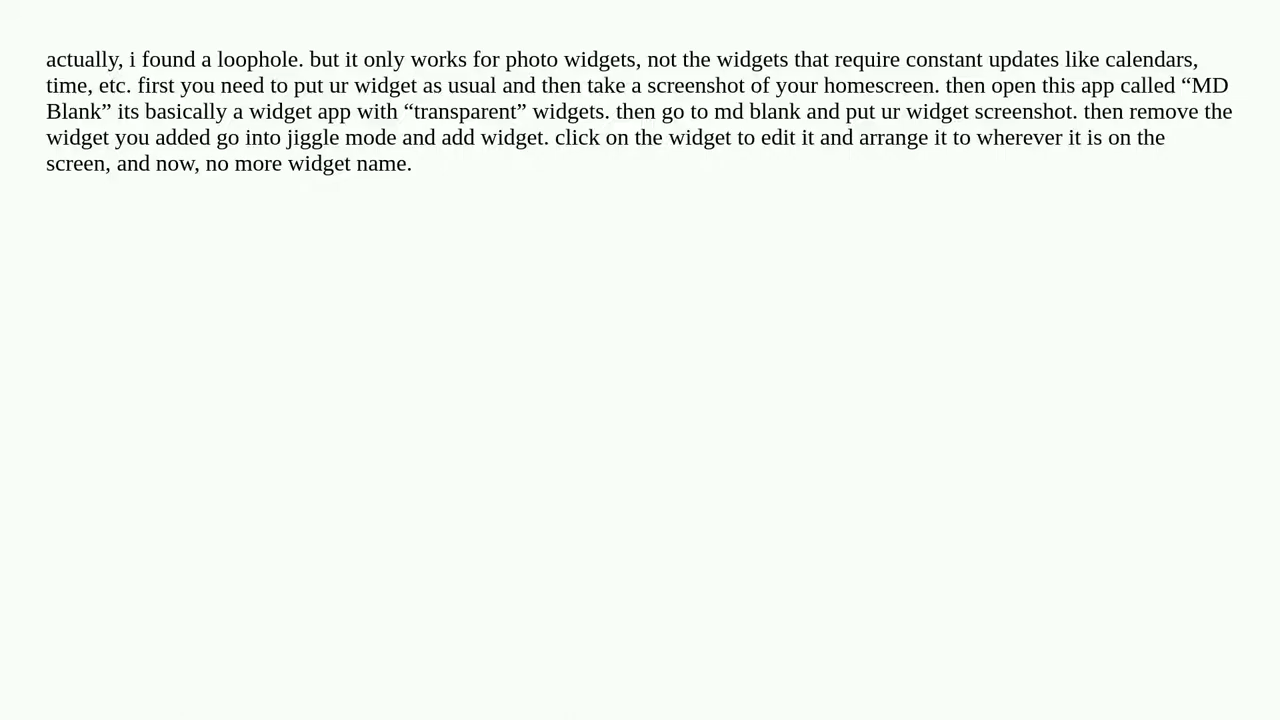 actually, i found a loophole. but it only works for photo widgets, not the widgets that require constant updates like calendars,
time, etc. first you need to put ur widget as usual and then take a screenshot of your homescreen. then open this app called “MD
Blank” its basically a widget app with “transparent” widgets. then go to md blank and put ur widget screenshot. then remove the
widget you added go into jiggle mode and add widget. click on the widget to edit it and arrange it to wherever it is on the
screen, and now, no more widget name.